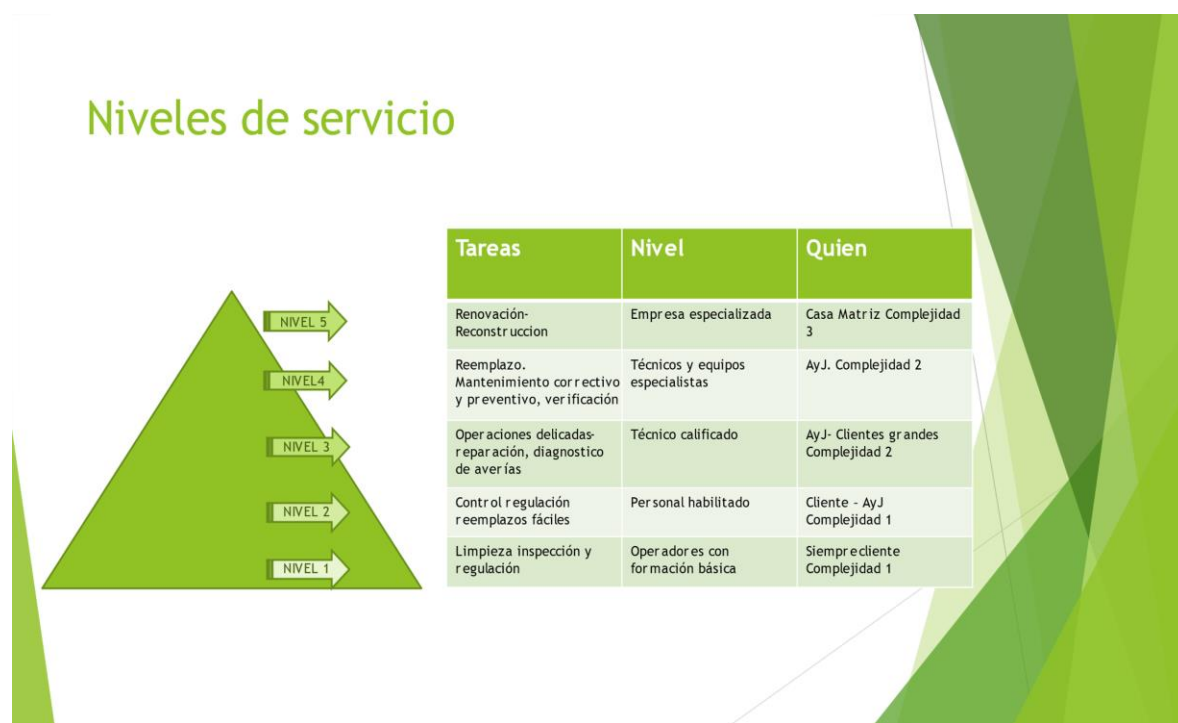 Niveles de servicio
NIVEL 5
NIVEL4
NIVEL 3
NIVEL 2
NIVEL 1
Tareas
Nivel
Quien
Renovación-
Reconstruccion
Empresa especializada
Casa Matriz Complejidad
3
Reemplazo.
Mantenimiento correctivo
y preventivo, verificación
Técnicos y equipos
especialistas
AyJ. Complejidad 2
Operaciones delicadas-
reparación, diagnostico
de averías
Técnico calificado
AyJ- Clientes grandes
Complejidad 2
Control regulación
reemplazos fáciles
Personal habilitado
Cliente - AyJ
Complejidad 1
Limpieza inspección y
regulación
Operadores con
formación básica
Siempre cliente
Complejidad 1